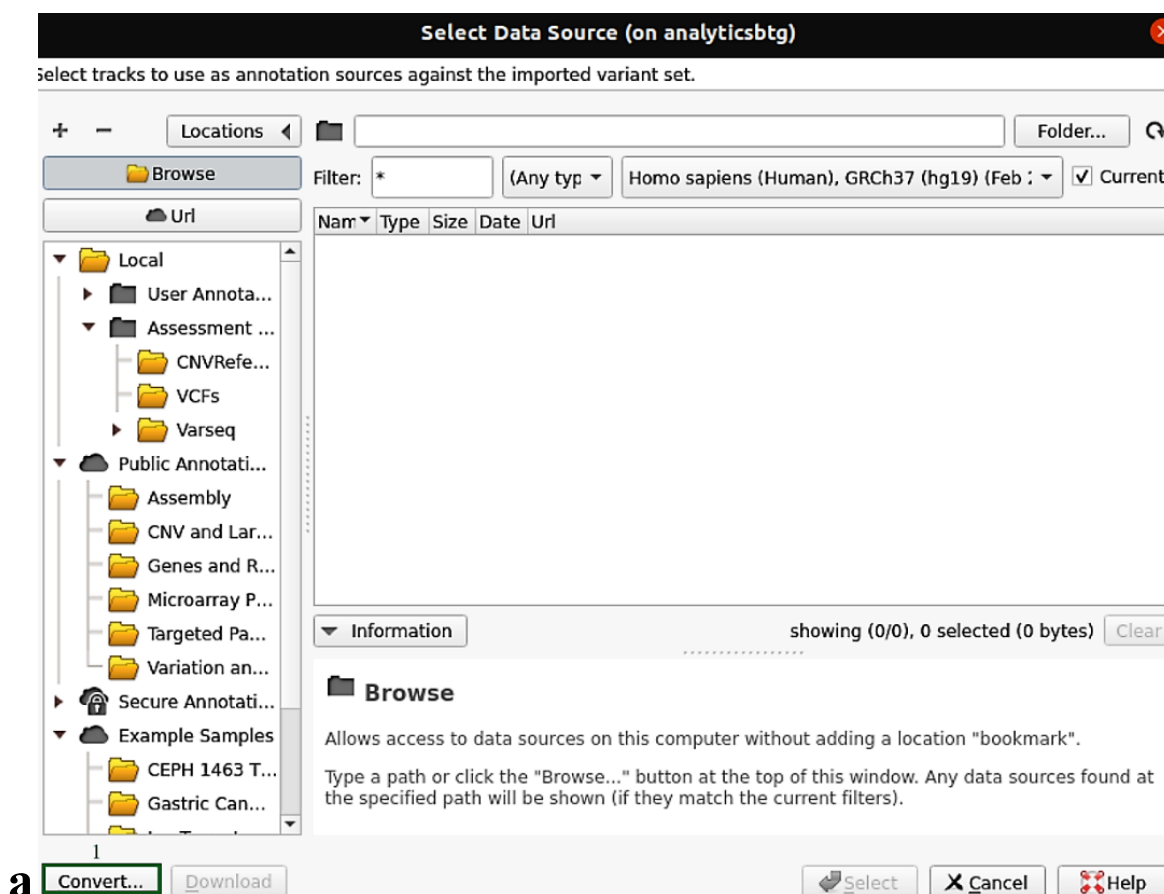 Select Data Source (on analyticsbtg)
Select tracks to use as annotation sources against the imported variant set.
+ − Locations Folder...
Browse
Filter: * (Any typ Homo sapiens (Human), GRCh37 (hg19) (Feb 2 Current
Url
Nam Type Size Date Url
Local
User Annota...
Assessment ...
CNVRefe...
VCFs
Varseq
Public Annotati...
Assembly
CNV and Lar...
Genes and R...
Microarray P...
Information showing (0/0), 0 selected (0 bytes) Clear
Targeted Pa...
Variation an...
Browse
Secure Annotati...
Example Samples
Allows access to data sources on this computer without adding a location "bookmark".
CEPH 1463 T...
Type a path or click the "Browse..." button at the top of this window. Any data sources found at
the specified path will be shown (if they match the current filters).
Gastric Can...
1
a Convert... Download Select X Cancel Help